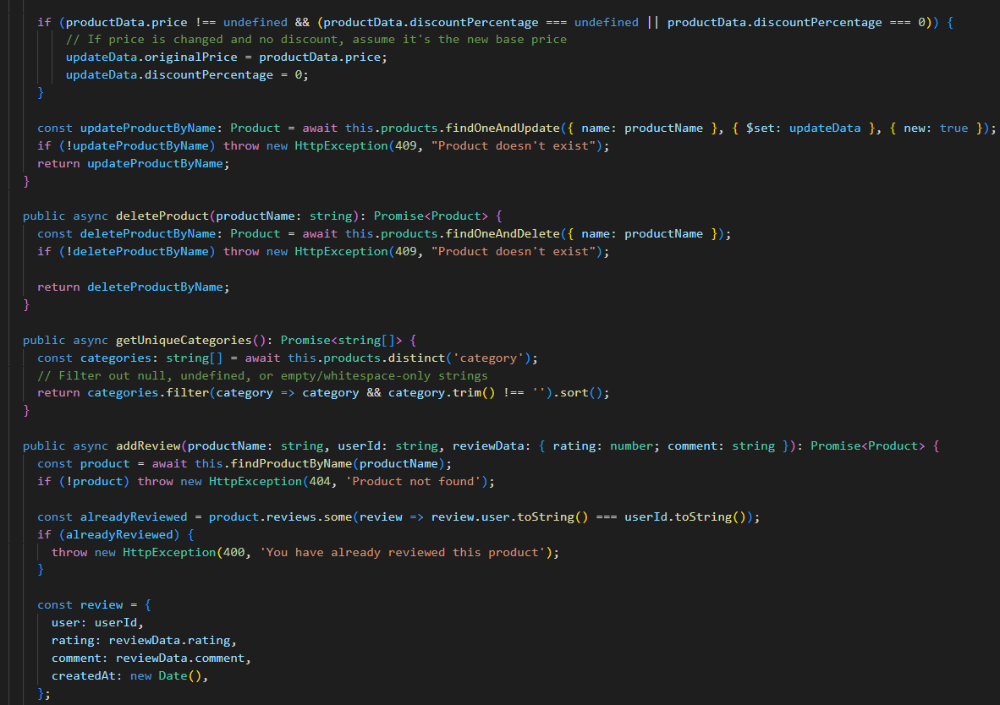 if (productData.price !== undefined && (productData.discountPercentage === undefined || productData.discountPercentage === 0)) {
// If price is changed and no discount, assume it's the new base price
updateData.originalPrice = productData.price;
updateData.discountPercentage = 0;
}
const updateProductByName: Product = await this.products.findOneAndUpdate({ name: productName }, { $set: updateData }, { new: true });
if (!updateProductByName) throw new HttpException(409, "Product doesn't exist");
return updateProductByName;
}
public async deleteProduct(productName: string): Promise<Product> {
const deleteProductByName: Product = await this.products.findOneAndDelete({ name: productName });
if (!deleteProductByName) throw new HttpException(409, "Product doesn't exist");
return deleteProductByName;
}
public async getUniqueCategories(): Promise<string[]> {
const categories: string[] = await this.products.distinct('category');
// Filter out null, undefined, or empty/whitespace-only strings
return categories.filter(category => category && category.trim() !== '').sort();
}
public async addReview(productName: string, userId: string, reviewData: { rating: number; comment: string }): Promise<Product> {
const product = await this.findProductByName(productName);
if (!product) throw new HttpException(404, 'Product not found');
const alreadyReviewed = product.reviews.some(review => review.user.toString() === userId.toString());
if (alreadyReviewed) {
throw new HttpException(400, 'You have already reviewed this product');
}
const review = {
user: userId,
rating: reviewData.rating,
comment: reviewData.comment,
createdAt: new Date(),
};